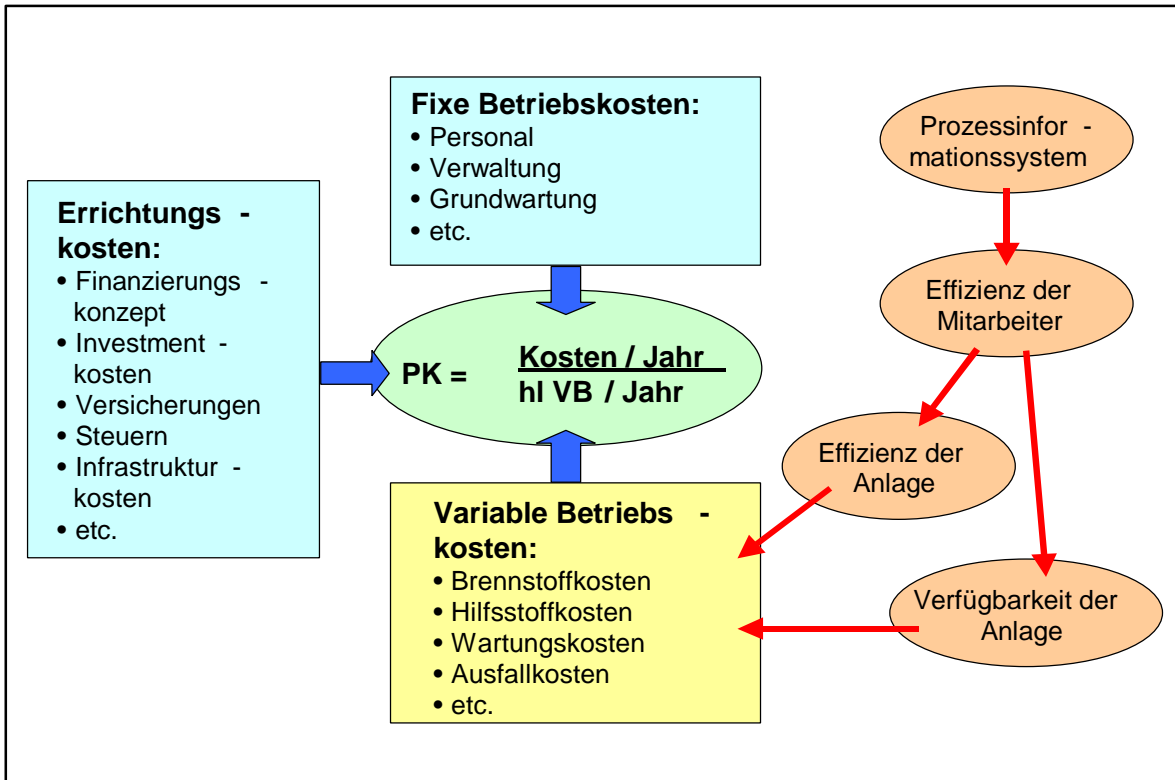 Fixe Betriebskosten:
• Personal
• Verwaltung
• Grundwartung
• etc.
Errichtungs -
kosten:
• Finanzierungs -
konzept
• Investment -
kosten
• Versicherungen
• Steuern
• Infrastruktur -
kosten
• etc.
PK = Kosten / Jahr
hl VB / Jahr
Variable Betriebs -
kosten:
• Brennstoffkosten
• Hilfsstoffkosten
• Wartungskosten
• Ausfallkosten
• etc.
Prozessinfor -
mationssystem
Effizienz der
Mitarbeiter
Effizienz der
Anlage
Verfügbarkeit der
Anlage